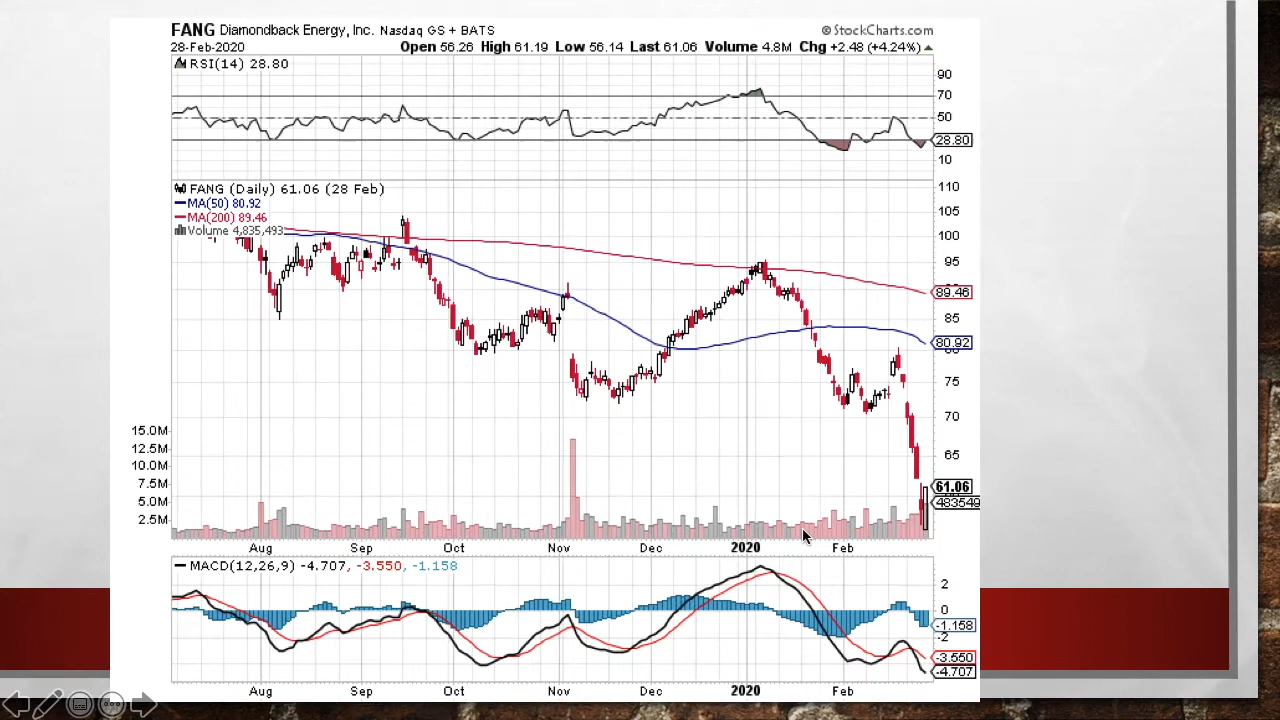 FANG Diamondback Energy, Inc. Nasdaq GS + BATS © StockCharts.com
28-Feb-2020 Open 56.26 High 61.19 Low 56.14 Last 61.06 Volume 4.8M Chg +2.48 (+4.24%)
RSI(14) 28.80
90
70
50
28.80
10
FANG (Daily) 61.06 (28 Feb)
MA(50) 80.92
MA(200) 89.46
Volume 4,835,493
110
105
100
95
89.46
85
80.92
75
70
65
61.06
483549
15.0M
12.5M
10.0M
7.5M
5.0M
2.5M
Aug Sep Oct Nov Dec 2020 Feb
MACD(12,26,9) -4.707, -3.550, -1.158
2
0
-1.158
-2
-3.550
-4.707
Aug Sep Oct Nov Dec 2020 Feb